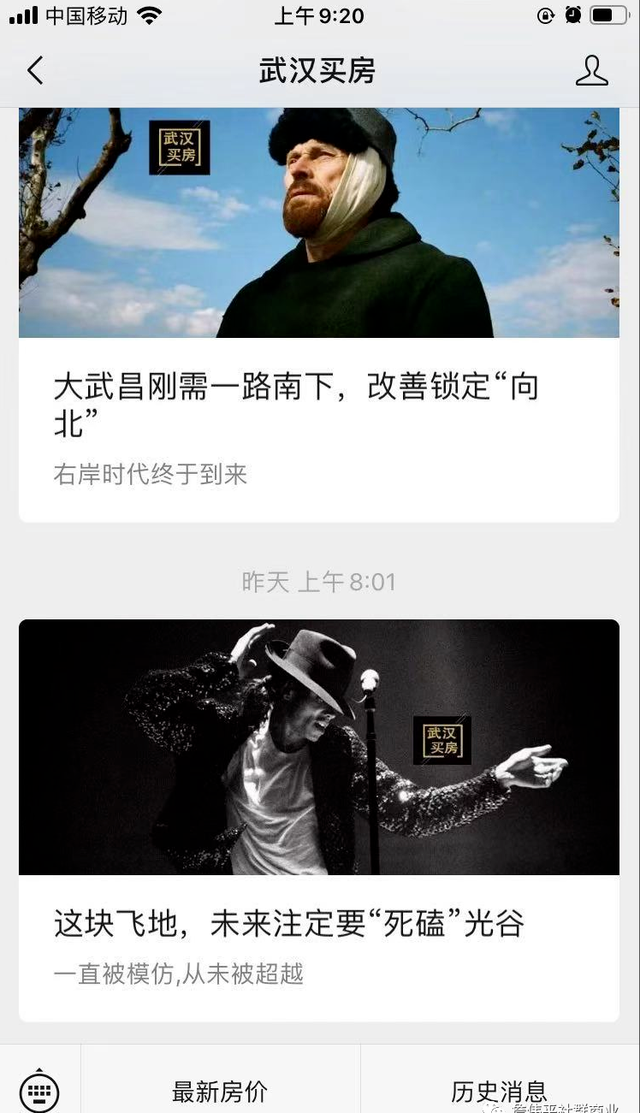 中国移动
上午9:20
武汉买房
武汉
买房
大武昌刚需一路南下，改善锁定“向
北”
右岸时代终于到来
昨天 上午8:01
武汉
买房
这块飞地，未来注定要“死磕”光谷
一直被模仿,从未被超越
最新房价
历史消息